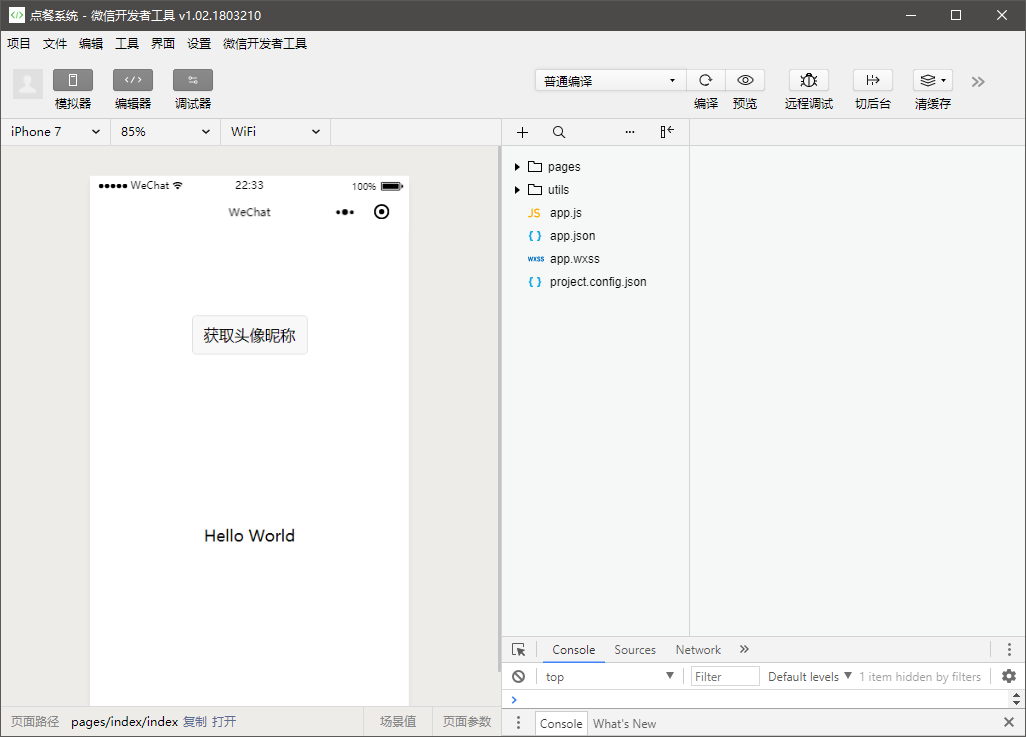 点餐系统 - 微信开发者工具 v1.02.1803210
项目 文件 编辑 工具 界面 设置 微信开发者工具
普通编译
模拟器 编辑器 调试器 编译 预览 远程调试 切后台 清缓存
iPhone 7 85% WiFi
WeChat 22:33 100%
WeChat
获取头像昵称
Hello World
pages
utils
JS app.js
{ } app.json
wxss app.wxss
{ } project.config.json
Console Sources Network
top Filter Default levels 1 item hidden by filters
页面路径 pages/index/index 复制 打开 场景值 页面参数
Console What's New